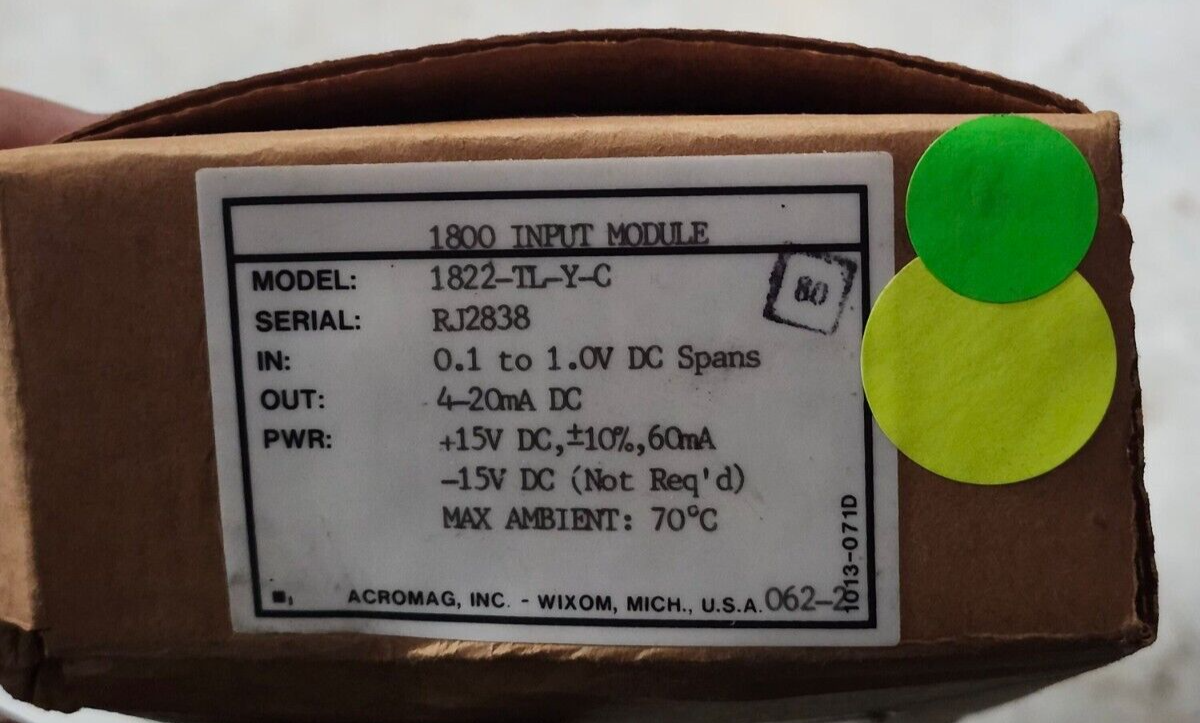 1800 INPUT MODULE
MODEL: 1822-TL-Y-C
80
SERIAL: RJ2838
IN: 0.1 to 1.0V DC Spans
OUT: 4-20mA DC
PWR: +15V DC,±10%,60mA
-15V DC (Not Req'd)
MAX AMBIENT: 70°C
ACROMAG, INC. - WIXOM, MICH., U.S.A. 062-2
1013-071D